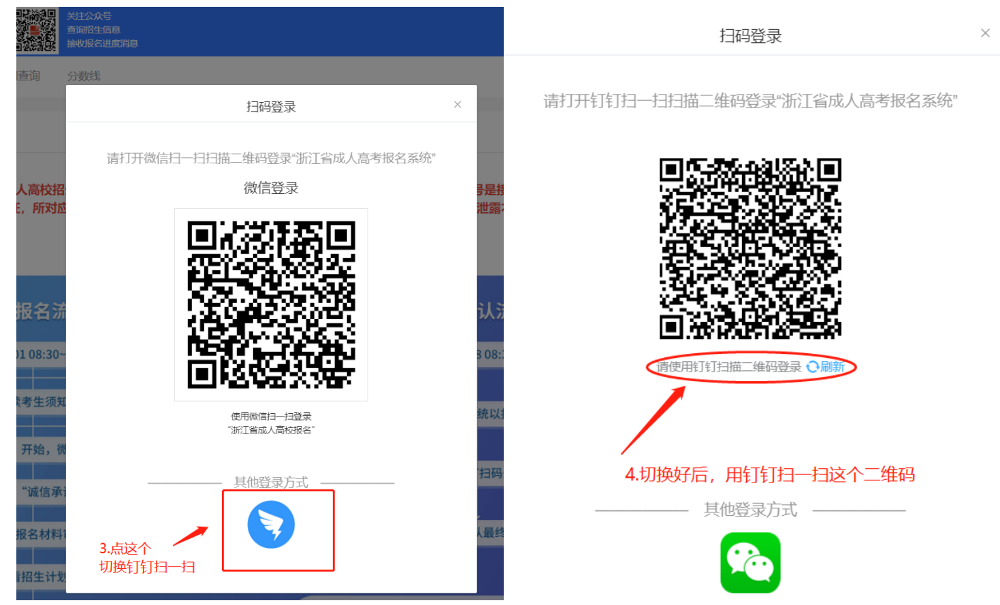 关注公众号
查询招生信息
接收报名进度消息
查询
分数线
扫码登录
请打开微信扫一扫扫描二维码登录“浙江省成人高考报名系统”
微信登录
人高校招
号是接
，所对应
泄露
报名流
认流
01 08:30~
8 08:
考生须知
统以
开始，微
“诚信承诺
扫码
报名材料
人最终
招生计划
使用微信扫一扫登录
“浙江省成人高校报名”
其他登录方式
3.点这个
切换钉钉扫一扫
扫码登录
请打开钉钉扫一扫扫描二维码登录“浙江省成人高考报名系统”
请使用钉钉扫描二维码登录 刷新
4.切换好后，用钉钉扫一扫这个二维码
其他登录方式